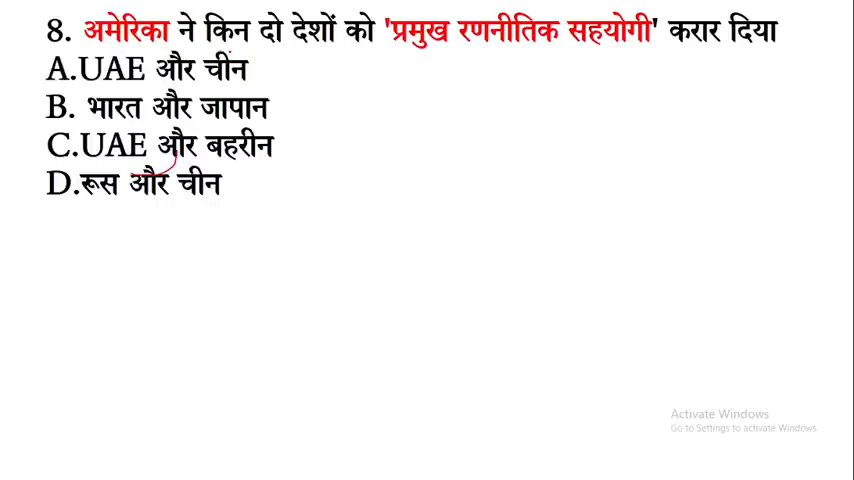 8. अमेरिका ने किन दो देशों को 'प्रमुख रणनीतिक सहयोगी' करार दिया
A.UAE और चीन
B. भारत और जापान
C.UAE और बहरीन
D.रूस और चीन
Activate Windows
Go to Settings to activate Windows.